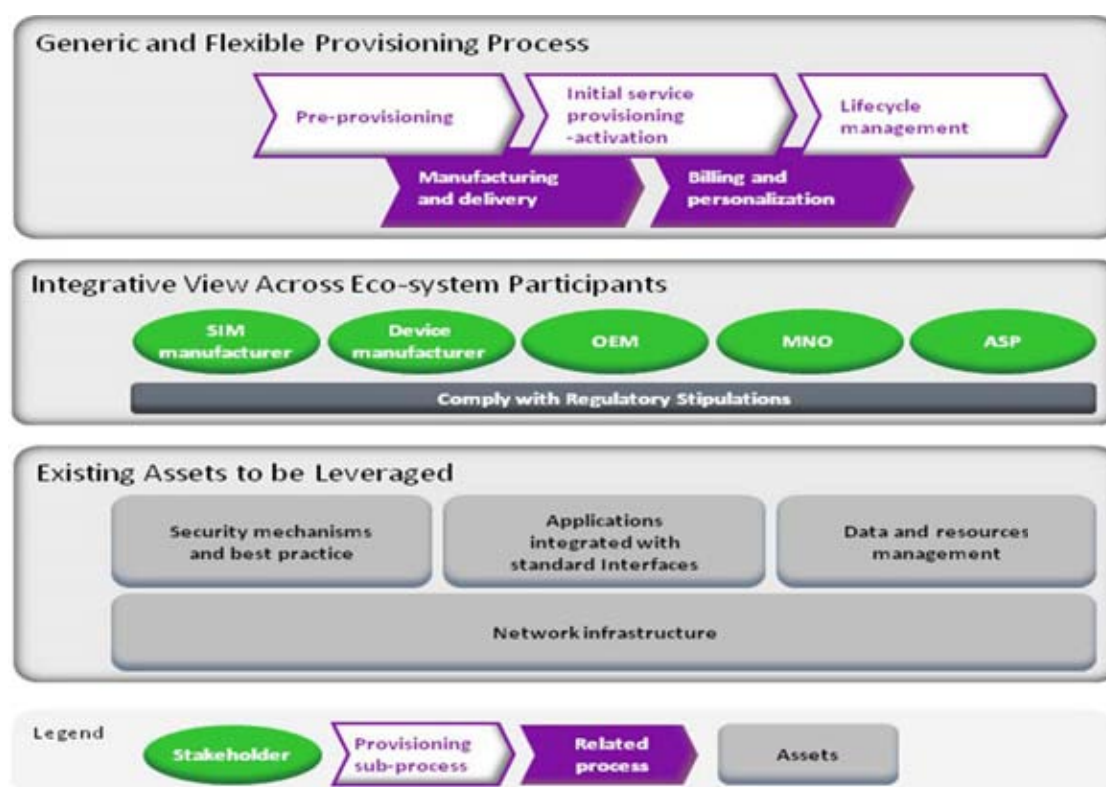 Generic and Flexible Provisioning Process
Pre-provisioning
Initial service
provisioning
-activation
Lifecycle
management
Manufacturing
and delivery
Billing and
personalization
Integrative View Across Eco-system Participants
SIM
manufacturer
Device
manufacturer
OEM
MNO
ASP
Comply with Regulatory Stipulations
Existing Assets to be Leveraged
Security mechanisms
and best practice
Applications
integrated with
standard Interfaces
Data and resources
management
Network infrastructure
Legend
Stakeholder
Provisioning
sub-process
Related
process
Assets